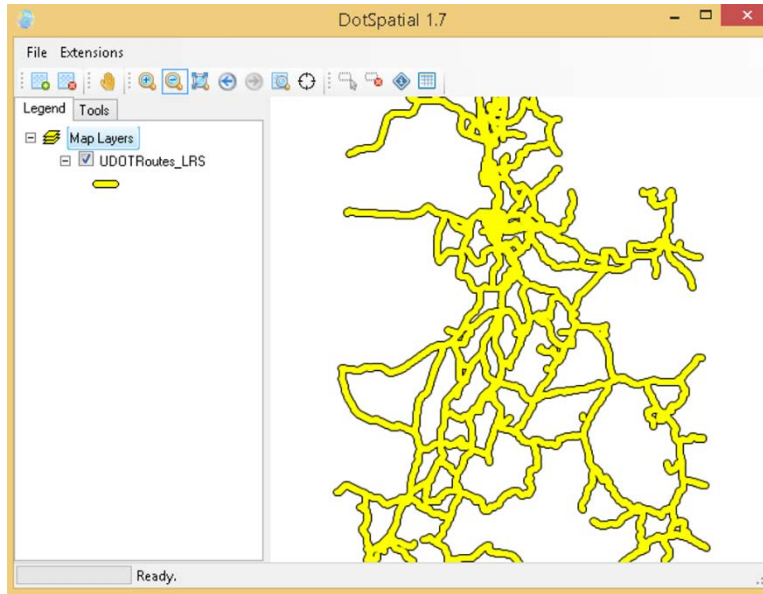 DotSpatial 1.7
File Extensions
Legend Tools
Map Layers
UDOTRoutes_LRS
Ready.